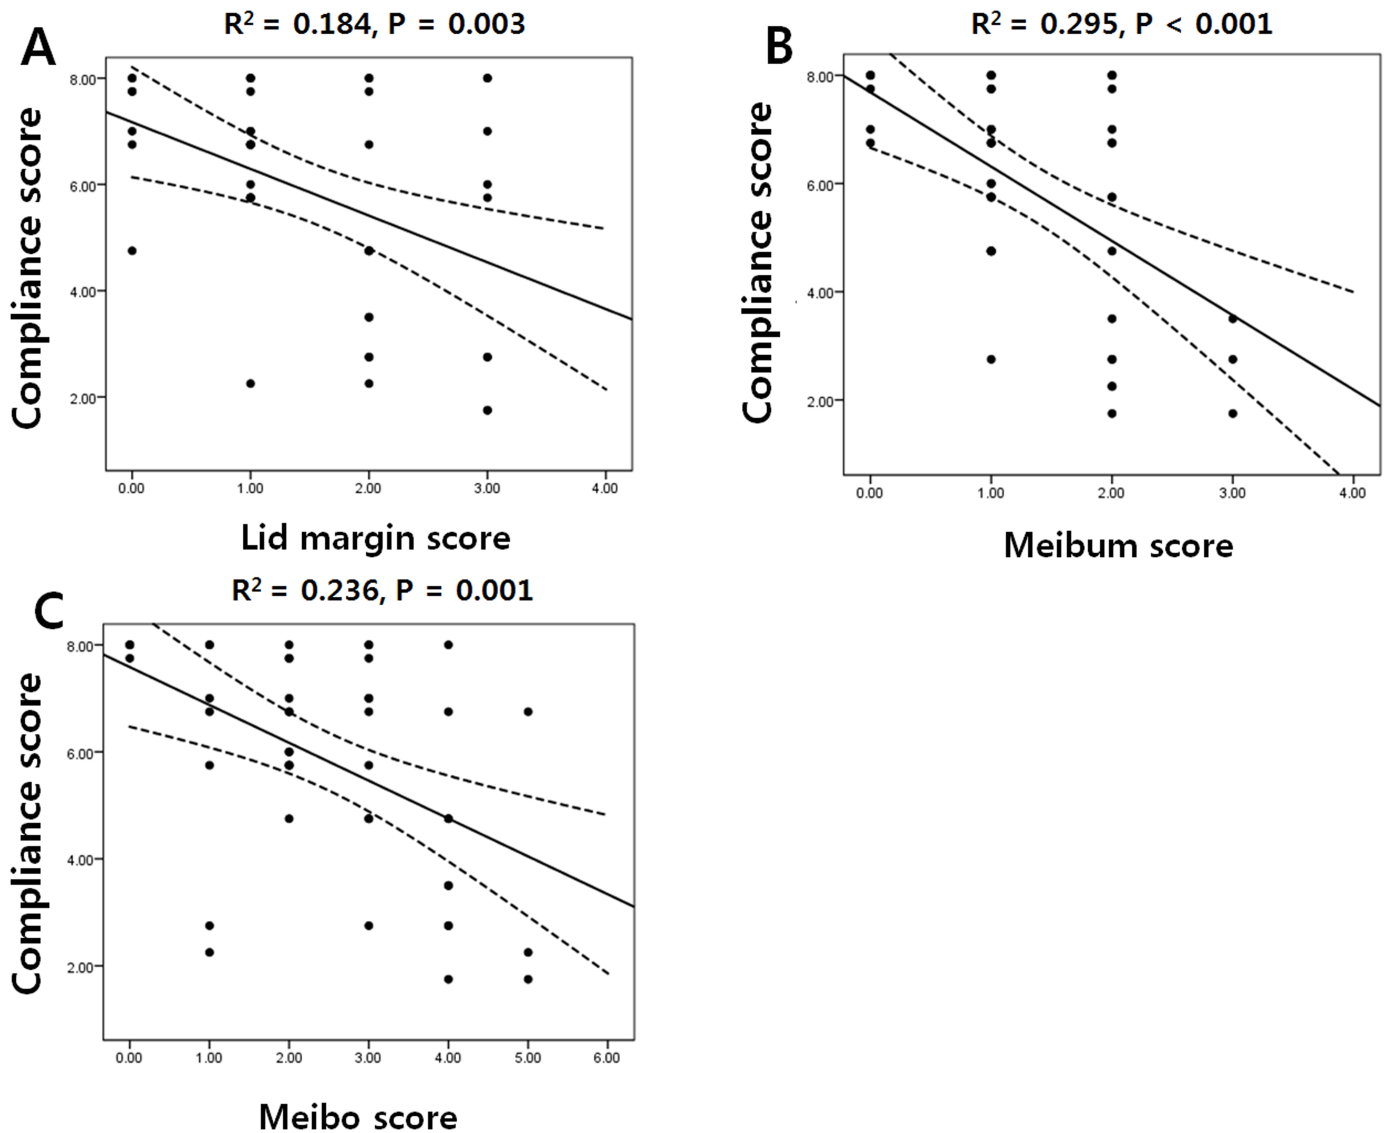 A
R² = 0.184, P = 0.003
Compliance score
8.00
6.00
4.00
2.00
0.00 1.00 2.00 3.00 4.00
Lid margin score
B
R² = 0.295, P < 0.001
Compliance score
8.00
6.00
4.00
2.00
0.00 1.00 2.00 3.00 4.00
Meibum score
C
R² = 0.236, P = 0.001
Compliance score
8.00
6.00
4.00
2.00
0.00 1.00 2.00 3.00 4.00 5.00 6.00
Meibo score